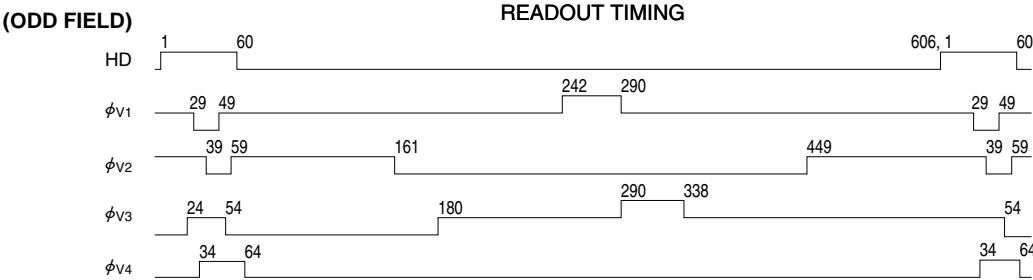 READOUT TIMING
(ODD FIELD)
HD 1 60 606, 1 60
ϕV1 29 49 242 290 29 49
ϕV2 39 59 161 449 39 59
ϕV3 24 54 180 290 338 54
ϕV4 34 64 34 64